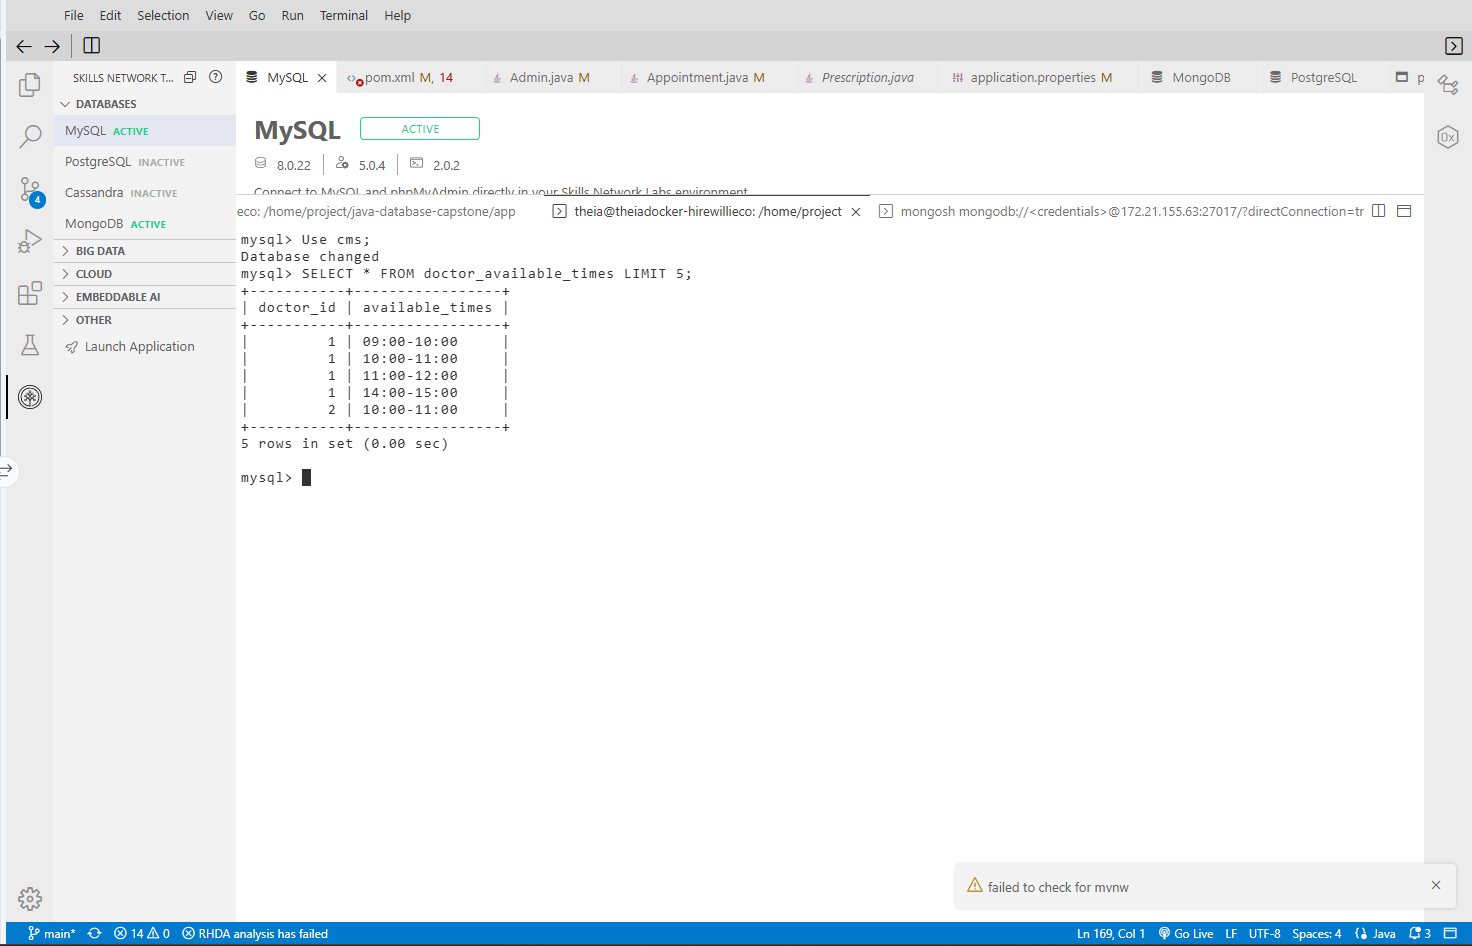 File Edit Selection View Go Run Terminal Help
SKILLS NETWORK T...
MySQL
pom.xml M, 14
Admin.java M
Appointment.java M
Prescription.java
application.properties M
MongoDB
PostgreSQL
p
DATABASES
MySQL ACTIVE
PostgreSQL INACTIVE
Cassandra INACTIVE
MongoDB ACTIVE
BIG DATA
CLOUD
EMBEDDABLE AI
OTHER
Launch Application
4
MySQL ACTIVE
8.0.22 5.0.4 2.0.2
Connect to MySQL and phpMyAdmin directly in your Skills Network Labs environment
0x
eco: /home/project/java-database-capstone/app
theia@theiadocker-hirewillieco: /home/project
mongosh mongodb://<credentials>@172.21.155.63:27017/?directConnection=tr
mysql> Use cms;
Database changed
mysql> SELECT * FROM doctor_available_times LIMIT 5;
+-----------+-----------------+
| doctor_id | available_times |
+-----------+-----------------+
|         1 | 09:00-10:00     |
|         1 | 10:00-11:00     |
|         1 | 11:00-12:00     |
|         1 | 14:00-15:00     |
|         2 | 10:00-11:00     |
+-----------+-----------------+
5 rows in set (0.00 sec)
mysql>
failed to check for mvnw
main* 14 0 RHDA analysis has failed
Ln 169, Col 1 Go Live LF UTF-8 Spaces: 4 Java 3